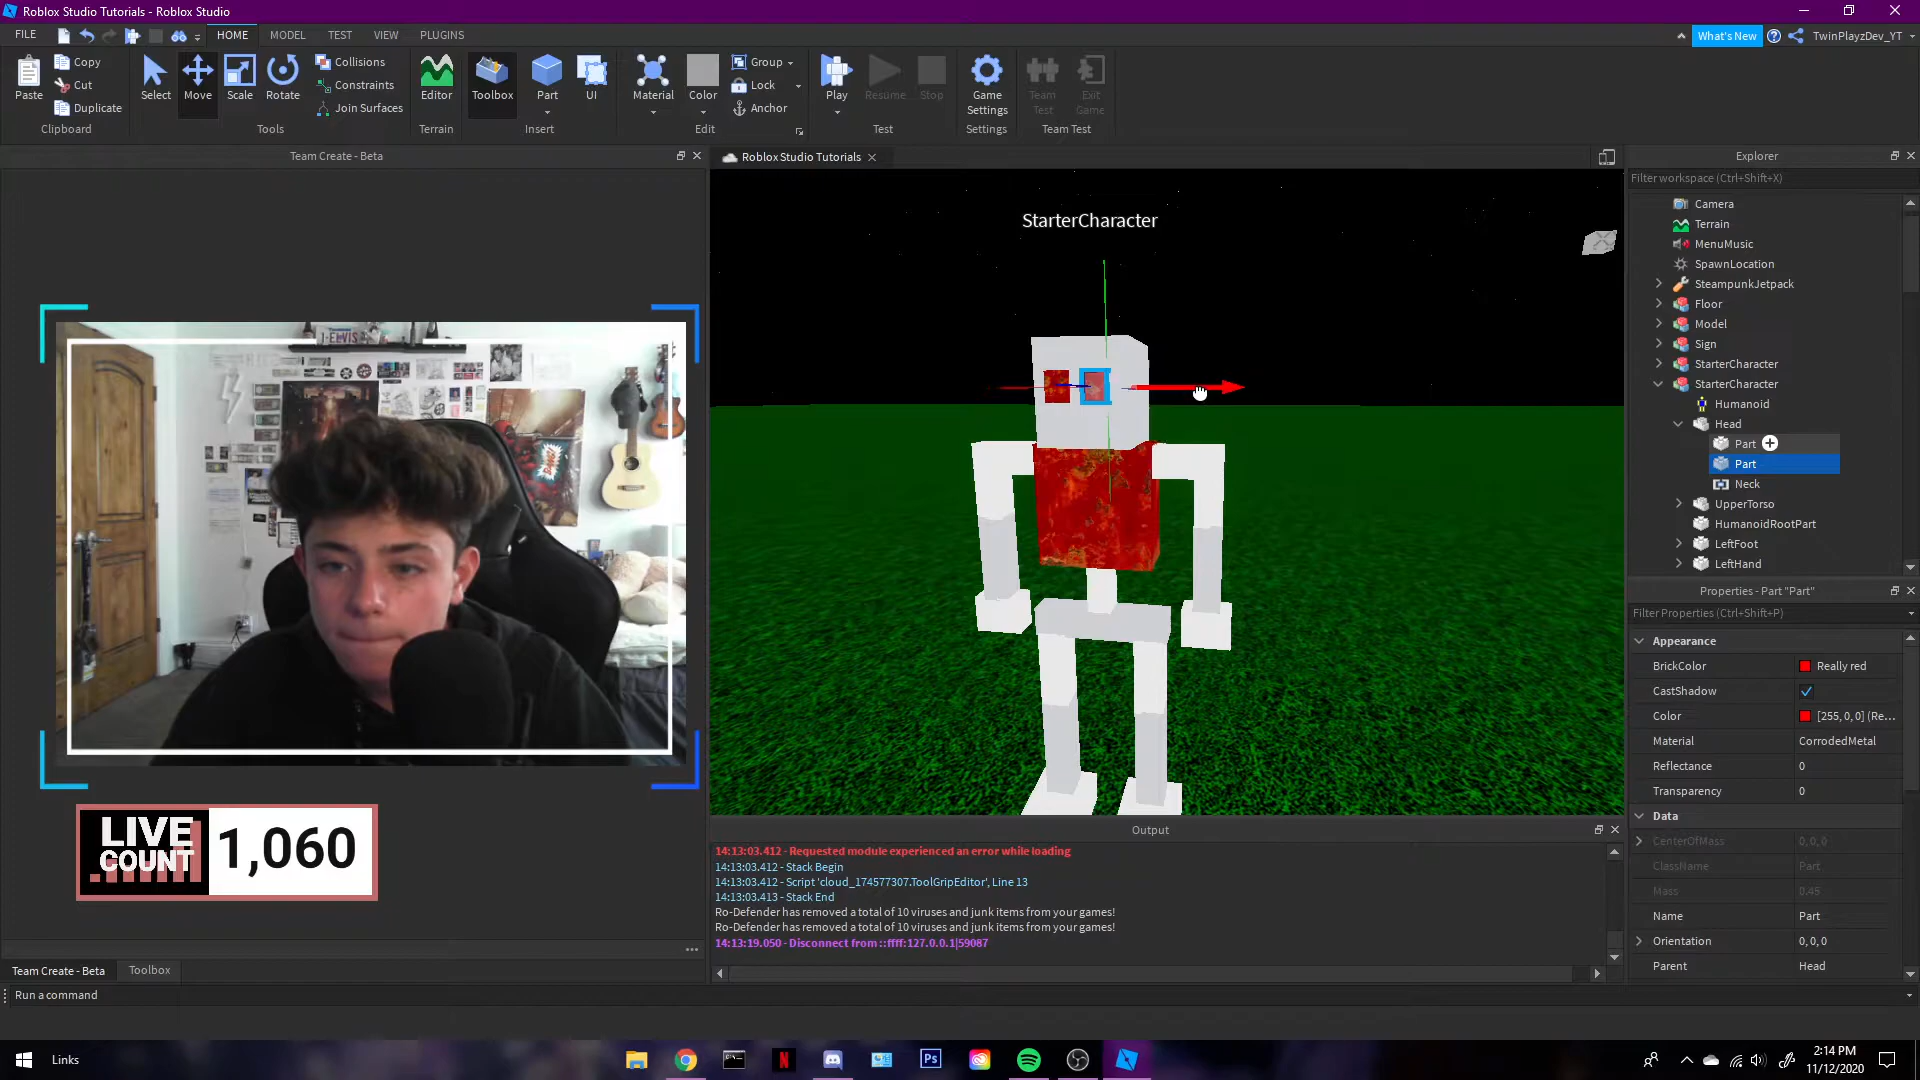 Roblox Studio Tutorials - Roblox Studio
FILE
HOME
MODEL
TEST
VIEW
PLUGINS
What's New
TwinPlayzDev_YT
Paste
Copy
Cut
Duplicate
Clipboard
Select
Move
Scale
Rotate
Collisions
Constraints
Join Surfaces
Tools
Editor
Terrain
Toolbox
Part
UI
Insert
Material
Color
Group
Lock
Anchor
Edit
Play
Resume
Stop
Test
Game
Settings
Settings
Team
Test
Exit
Game
Team Test
Team Create - Beta
Roblox Studio Tutorials
Explorer
Filter workspace (Ctrl+Shift+X)
StarterCharacter
Camera
Terrain
MenuMusic
SpawnLocation
SteampunkJetpack
Floor
Model
Sign
StarterCharacter
StarterCharacter
Humanoid
Head
Part
Part
Neck
UpperTorso
HumanoidRootPart
LeftFoot
LeftHand
Properties - Part "Part"
Filter Properties (Ctrl+Shift+P)
Appearance
BrickColor Really red
CastShadow
Color [255, 0, 0] (Re...
Material CorrodedMetal
Reflectance 0
Transparency 0
Data
CenterOfMass 0, 0, 0
ClassName Part
Mass 0.45
Name Part
Orientation 0, 0, 0
Parent Head
J-ELVIS
LIVE
COUNT
1,060
Output
14:13:03.412 - Requested module experienced an error while loading
14:13:03.412 - Stack Begin
14:13:03.412 - Script 'cloud_174577307.ToolGripEditor', Line 13
14:13:03.413 - Stack End
Ro-Defender has removed a total of 10 viruses and junk items from your games!
Ro-Defender has removed a total of 10 viruses and junk items from your games!
14:13:19.050 - Disconnect from ::ffff:127.0.0.1|59087
Team Create - Beta
Toolbox
Run a command
Links
Ps
2:14 PM
11/12/2020